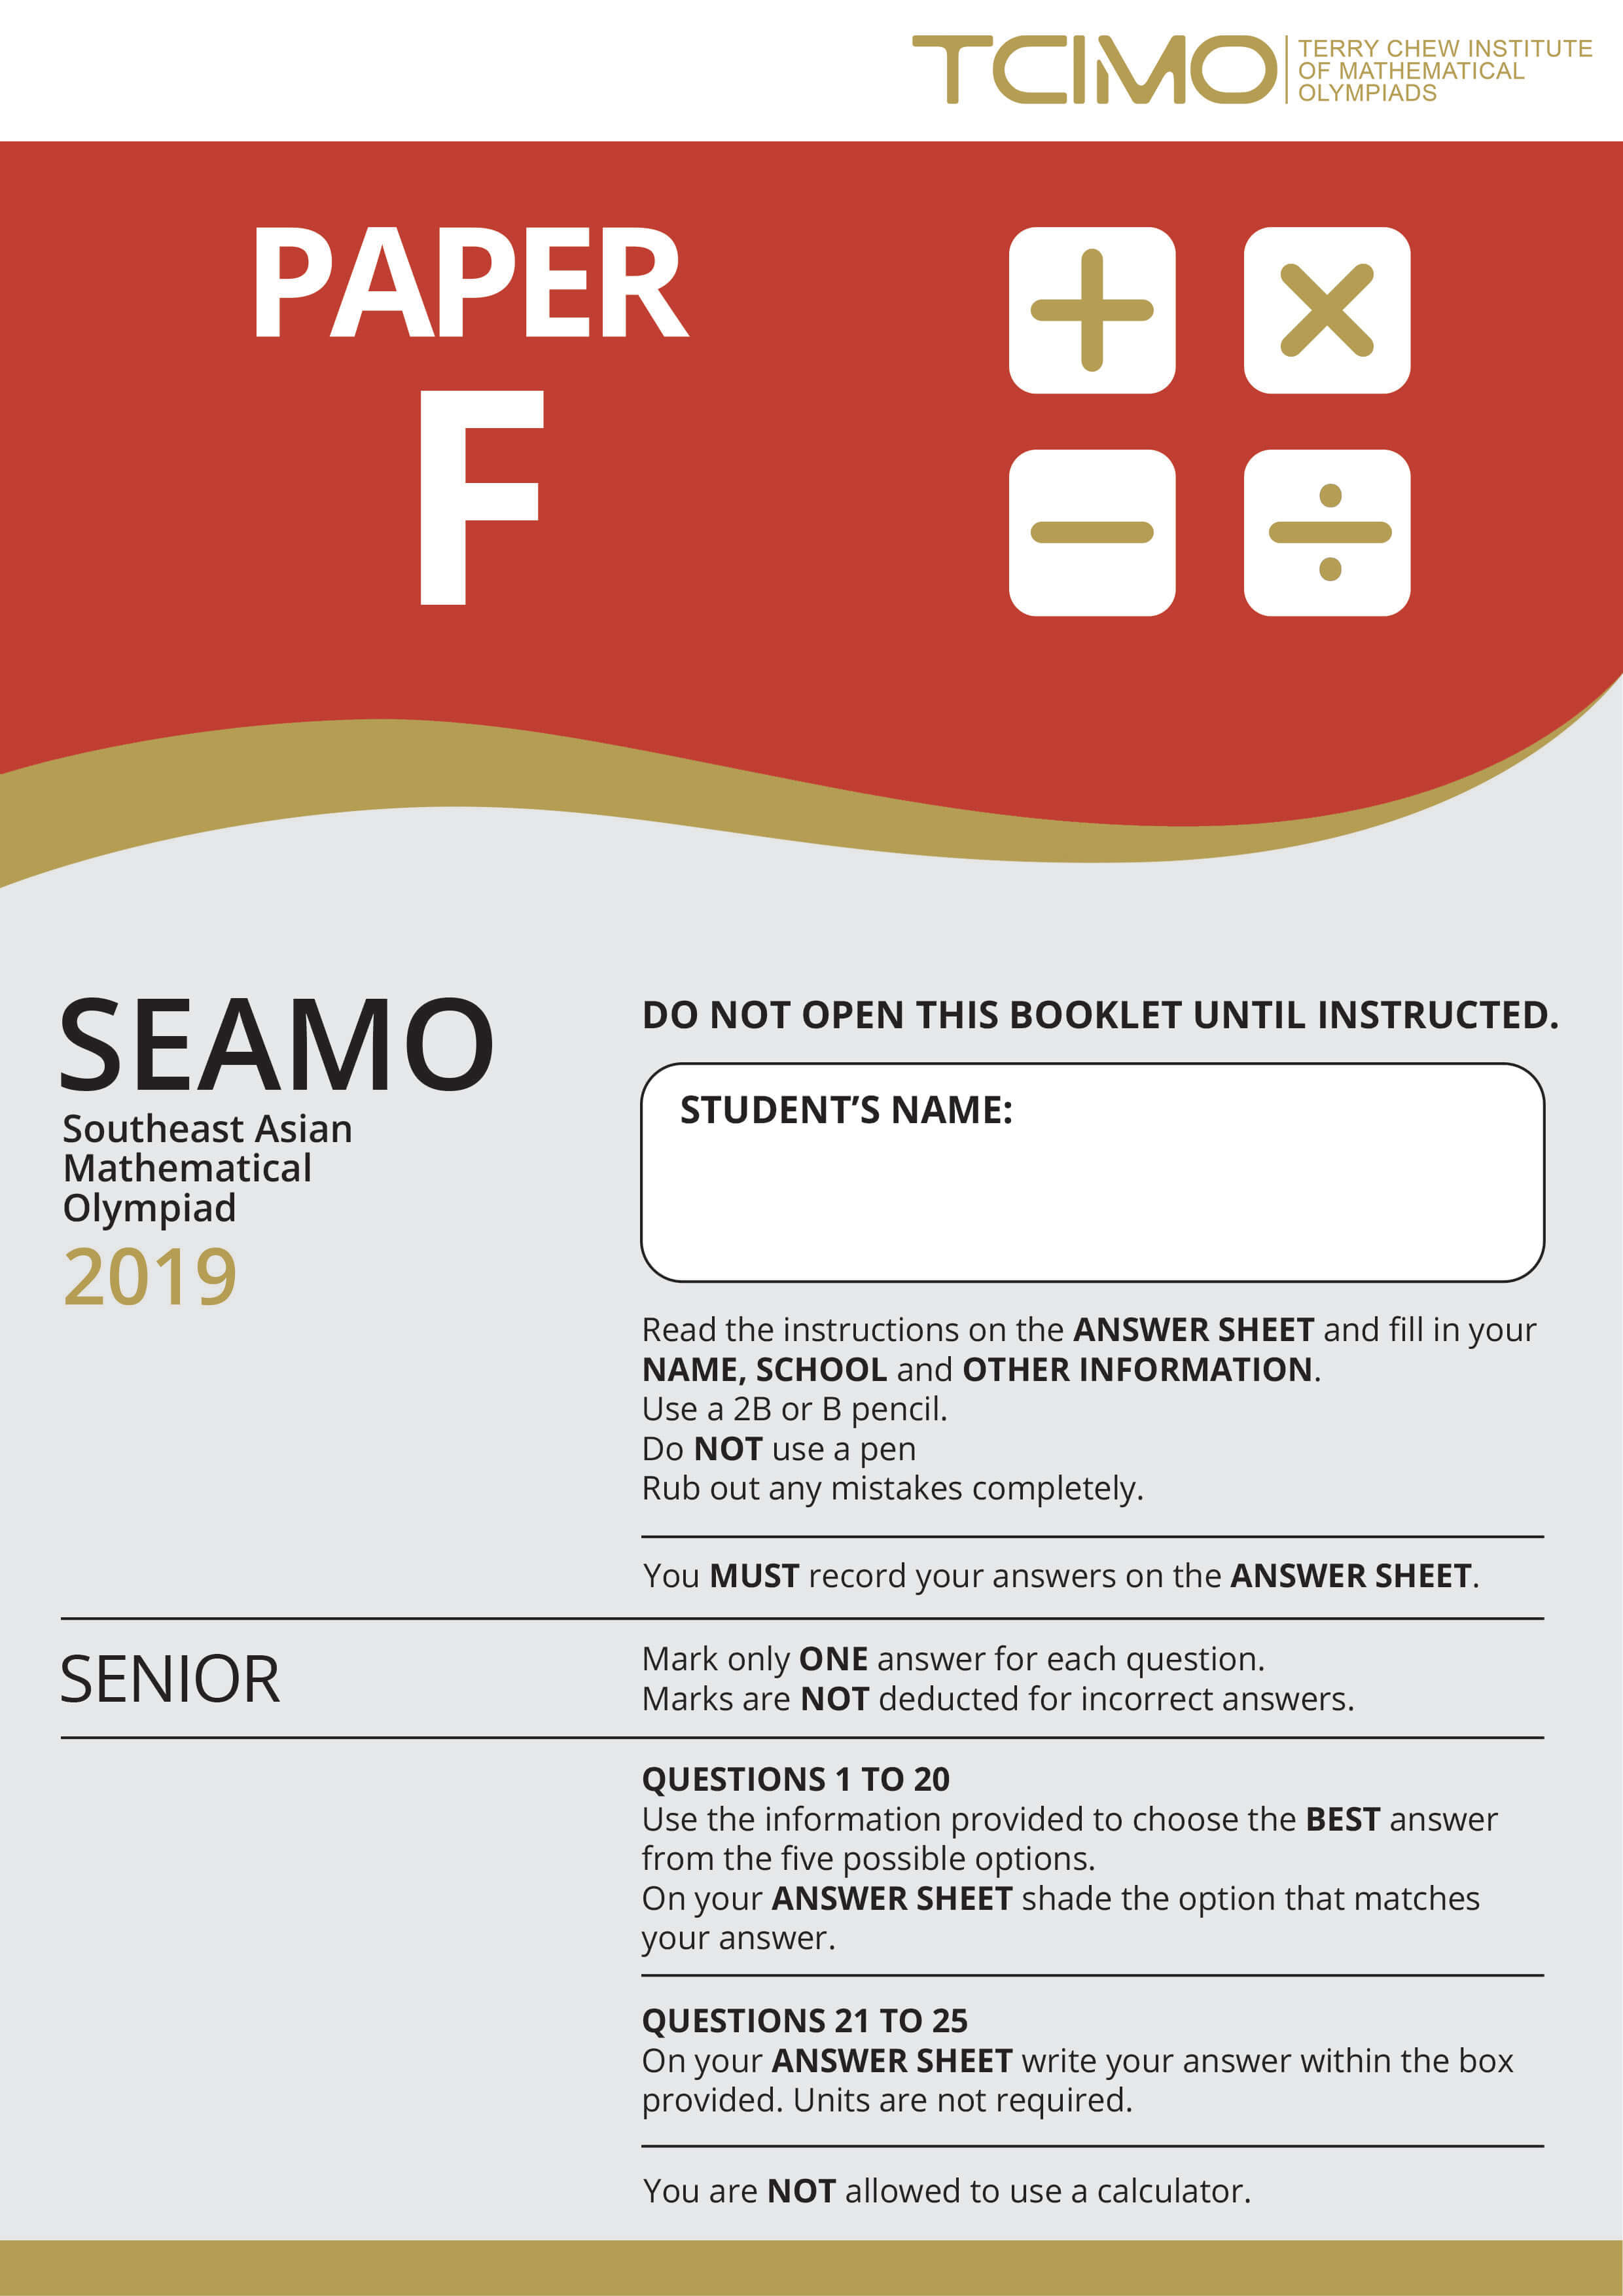 TCIMO
TERRY CHEW INSTITUTE
OF MATHEMATICAL
OLYMPIADS
PAPER
F
SEAMO
Southeast Asian
Mathematical
Olympiad
2019
DO NOT OPEN THIS BOOKLET UNTIL INSTRUCTED.
STUDENT’S NAME:
Read the instructions on the ANSWER SHEET and fill in your
NAME, SCHOOL and OTHER INFORMATION.
Use a 2B or B pencil.
Do NOT use a pen
Rub out any mistakes completely.
You MUST record your answers on the ANSWER SHEET.
SENIOR
Mark only ONE answer for each question.
Marks are NOT deducted for incorrect answers.
QUESTIONS 1 TO 20
Use the information provided to choose the BEST answer
from the five possible options.
On your ANSWER SHEET shade the option that matches
your answer.
QUESTIONS 21 TO 25
On your ANSWER SHEET write your answer within the box
provided. Units are not required.
You are NOT allowed to use a calculator.